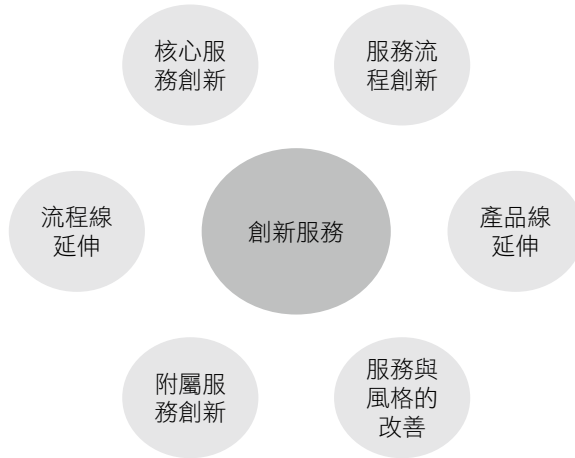 核心服
務創新
服務流
程創新
流程線
延伸
創新服務
產品線
延伸
附屬服
務創新
服務與
風格的
改善